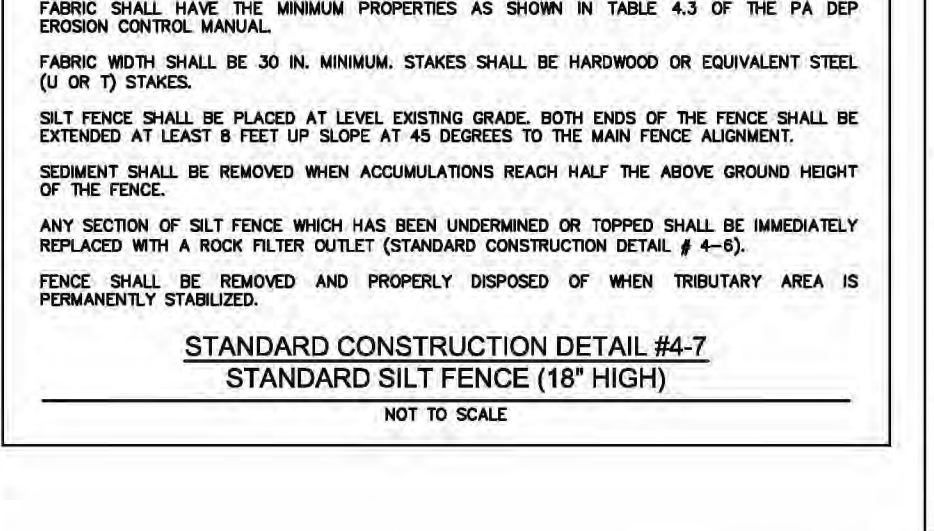 FABRIC SHALL HAVE THE MINIMUM PROPERTIES AS SHOWN IN TABLE 4.3 OF THE PA DEP
EROSION CONTROL MANUAL.
FABRIC WIDTH SHALL BE 30 IN. MINIMUM. STAKES SHALL BE HARDWOOD OR EQUIVALENT STEEL
(U OR T) STAKES.
SILT FENCE SHALL BE PLACED AT LEVEL EXISTING GRADE. BOTH ENDS OF THE FENCE SHALL BE
EXTENDED AT LEAST 8 FEET UP SLOPE AT 45 DEGREES TO THE MAIN FENCE ALIGNMENT.
SEDIMENT SHALL BE REMOVED WHEN ACCUMULATIONS REACH HALF THE ABOVE GROUND HEIGHT
OF THE FENCE.
ANY SECTION OF SILT FENCE WHICH HAS BEEN UNDERMINED OR TOPPED SHALL BE IMMEDIATELY
REPLACED WITH A ROCK FILTER OUTLET (STANDARD CONSTRUCTION DETAIL # 4-6).
FENCE SHALL BE REMOVED AND PROPERLY DISPOSED OF WHEN TRIBUTARY AREA IS
PERMANENTLY STABILIZED.
STANDARD CONSTRUCTION DETAIL #4-7
STANDARD SILT FENCE (18" HIGH)
NOT TO SCALE